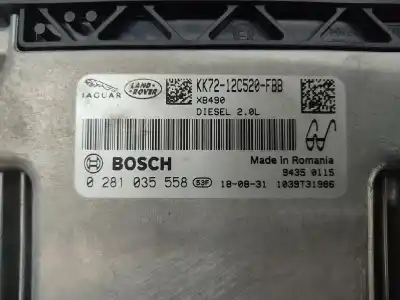 JAGUAR LAND-ROVER KK72-12C520-FBB
XB490
DIESEL 2.0L
BOSCH
Made in Romania
9435 0115
0 281 035 558 S3F 18-08-31 1039T31986